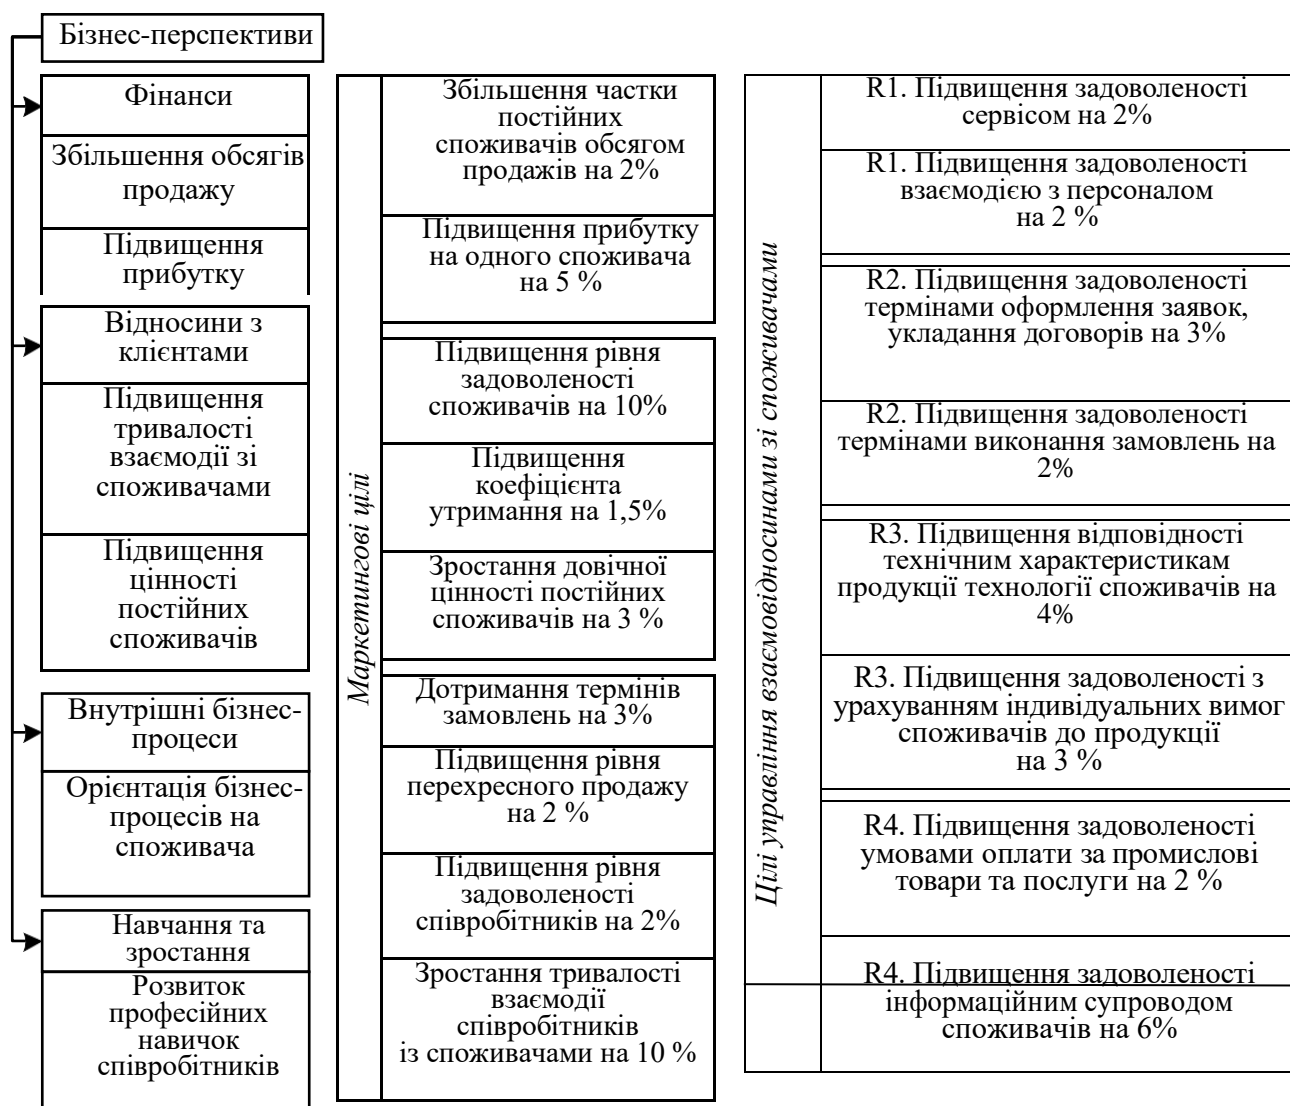 Бізнес-перспективи
Фінанси
Збільшення обсягів
продажу
Підвищення
прибутку
Відносини з
клієнтами
Підвищення
тривалості
взаємодії зі
споживачами
Підвищення
цінності
постійних
споживачів
Внутрішні бізнес-
процеси
Орієнтація бізнес-
процесів на
споживача
Навчання та
зростання
Розвиток
професійних
навичок
співробітників
Маркетингові цілі
Збільшення частки
постійних
споживачів обсягом
продажів на 2%
Підвищення прибутку
на одного споживача
на 5 %
Підвищення рівня
задоволеності
споживачів на 10%
Підвищення
коефіцієнта
утримання на 1,5%
Зростання довічної
цінності постійних
споживачів на 3 %
Дотримання термінів
замовлень на 3%
Підвищення рівня
перехресного продажу
на 2 %
Підвищення рівня
задоволеності
співробітників на 2%
Зростання тривалості
взаємодії
співробітників
із споживачами на 10 %
Цілі управління взаємовідносинами зі споживачами
R1. Підвищення задоволеності
сервісом на 2%
R1. Підвищення задоволеності
взаємодією з персоналом
на 2 %
R2. Підвищення задоволеності
термінами оформлення заявок,
укладання договорів на 3%
R2. Підвищення задоволеності
термінами виконання замовлень на
2%
R3. Підвищення відповідності
технічним характеристикам
продукції технології споживачів на
4%
R3. Підвищення задоволеності з
урахуванням індивідуальних вимог
споживачів до продукції
на 3 %
R4. Підвищення задоволеності
умовами оплати за промислові
товари та послуги на 2 %
R4. Підвищення задоволеності
інформаційним супроводом
споживачів на 6%